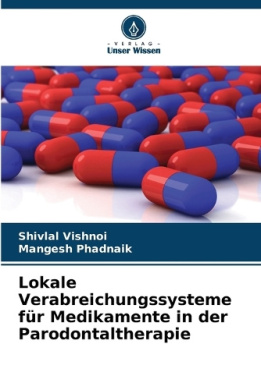 - VERLAG -
Unser Wissen
Shivlal Vishnoi
Mangesh Phadnaik
Lokale
Verabreichungssysteme
für Medikamente in der
Parodontaltherapie